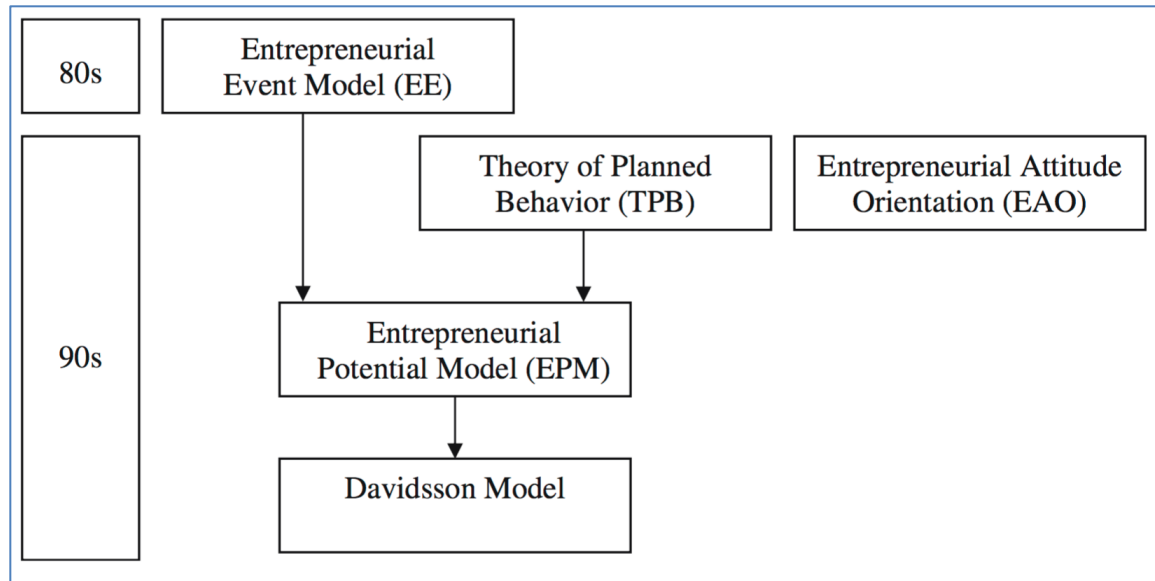 80s
Entrepreneurial
Event Model (EE)
90s
Theory of Planned
Behavior (TPB)
Entrepreneurial Attitude
Orientation (EAO)
Entrepreneurial
Potential Model (EPM)
Davidsson Model